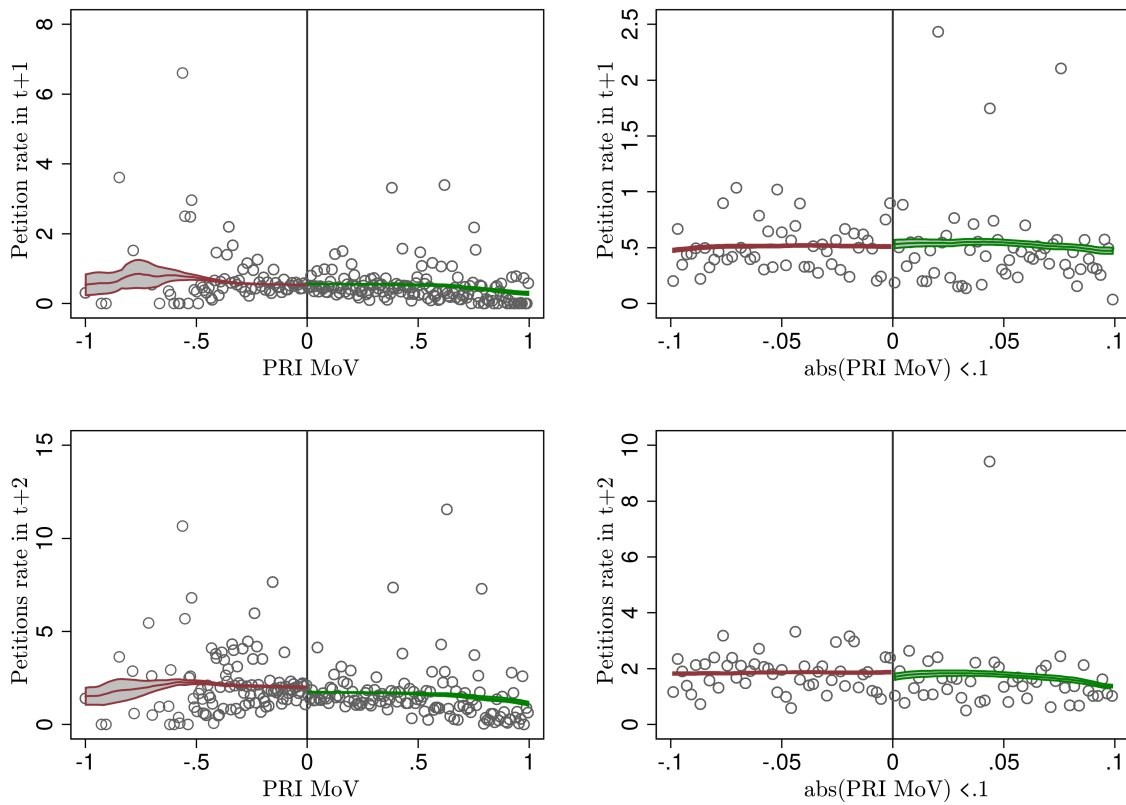 Petition rate in t+1
8
6
4
2
0
-1 -.5 0 .5 1
PRI MoV
Petition rate in t+1
2.5
2
1.5
1
.5
0
-.1 -.05 0 .05 .1
abs(PRI MoV) <.1
Petitions rate in t+2
15
10
5
0
-1 -.5 0 .5 1
PRI MoV
Petitions rate in t+2
10
8
6
4
2
0
-.1 -.05 0 .05 .1
abs(PRI MoV) <.1